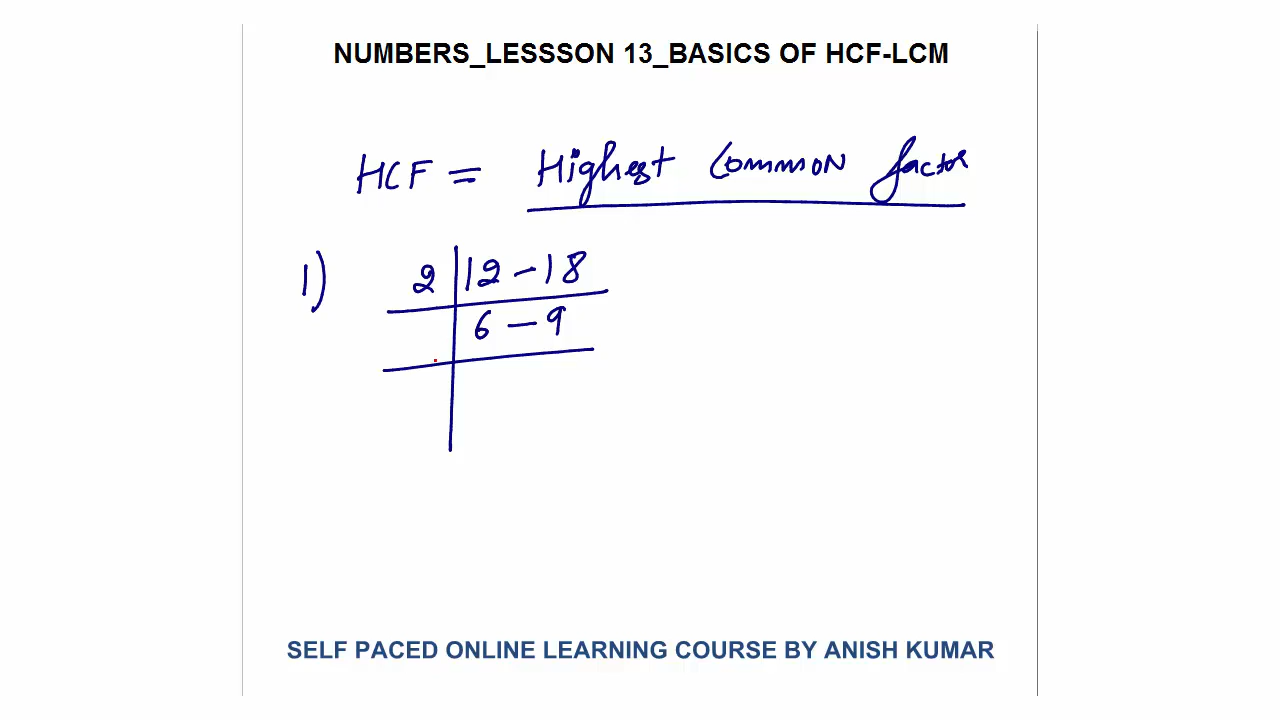 NUMBERS_LESSSON 13_BASICS OF HCF-LCM
HCF = Highest Common factor
1) 2 12 - 18
6 - 9
SELF PACED ONLINE LEARNING COURSE BY ANISH KUMAR